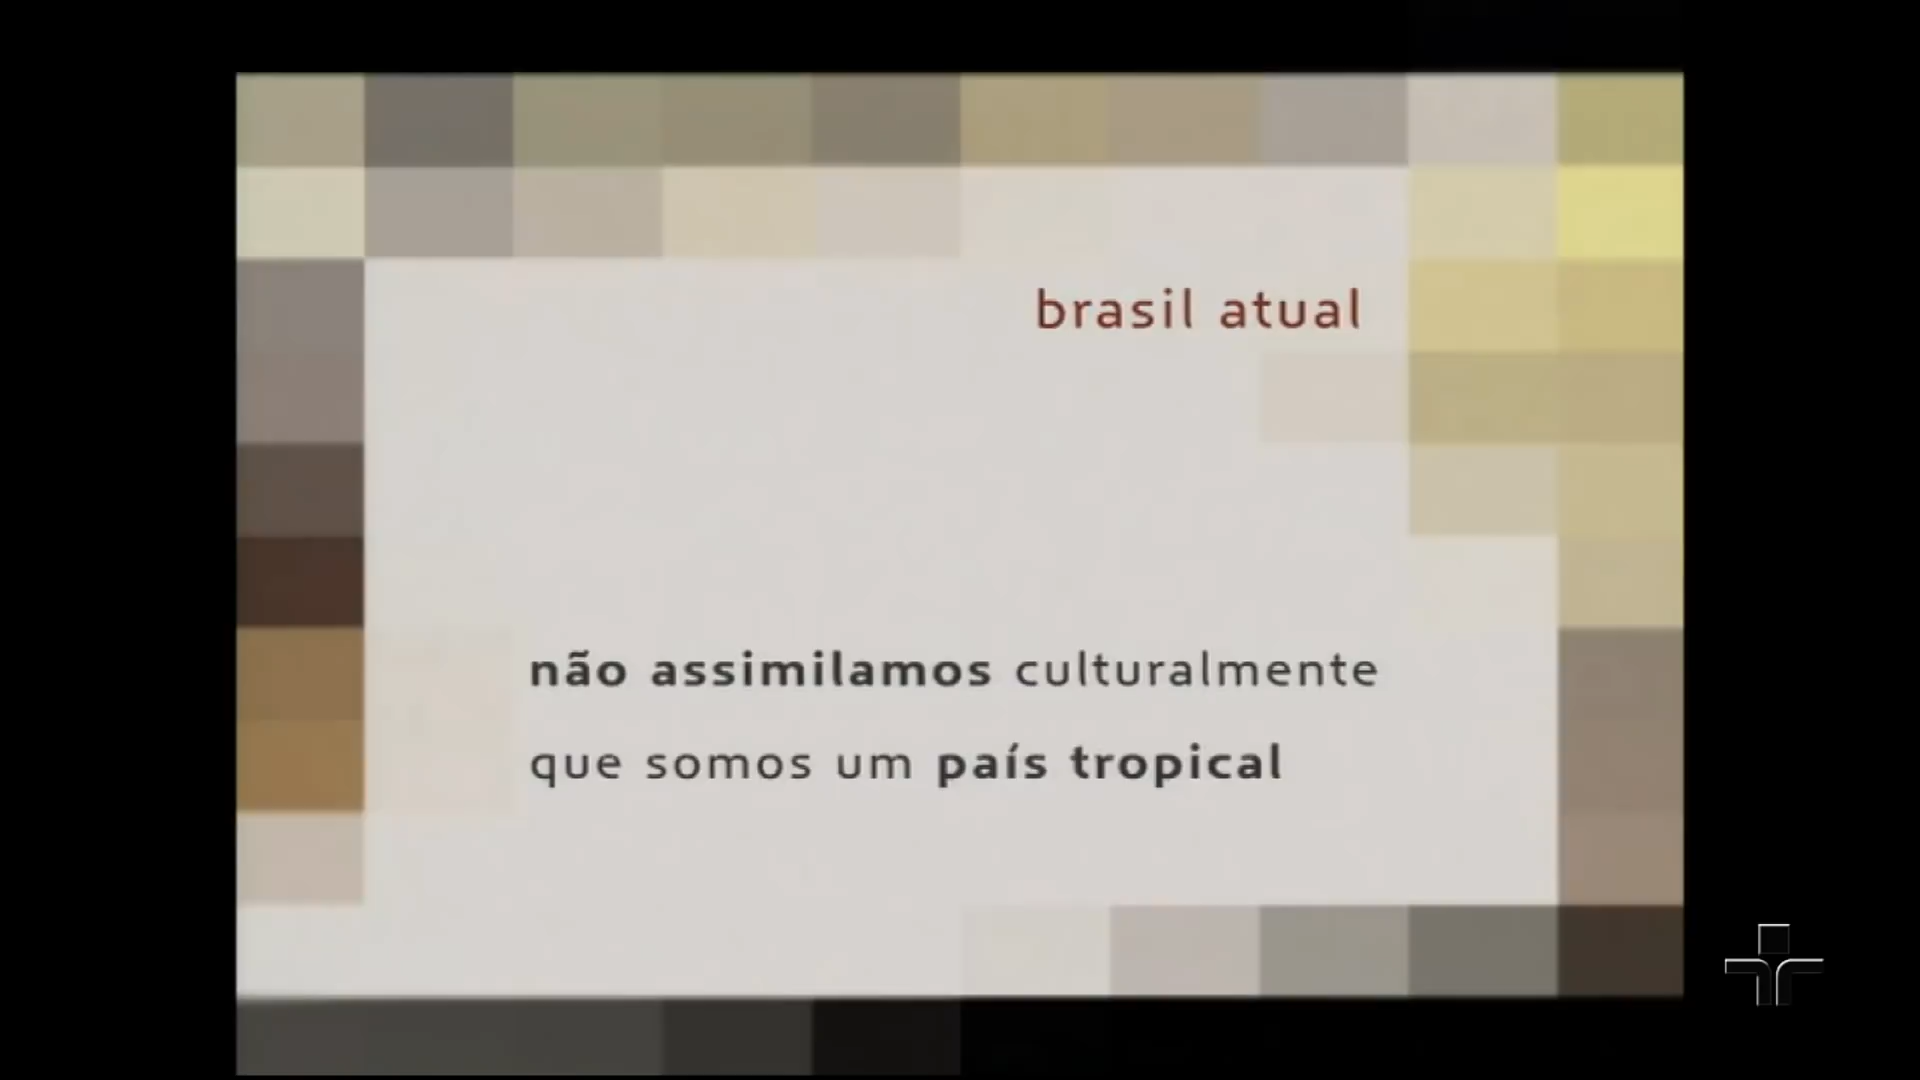 brasil atual
não assimilamos culturalmente
que somos um país tropical